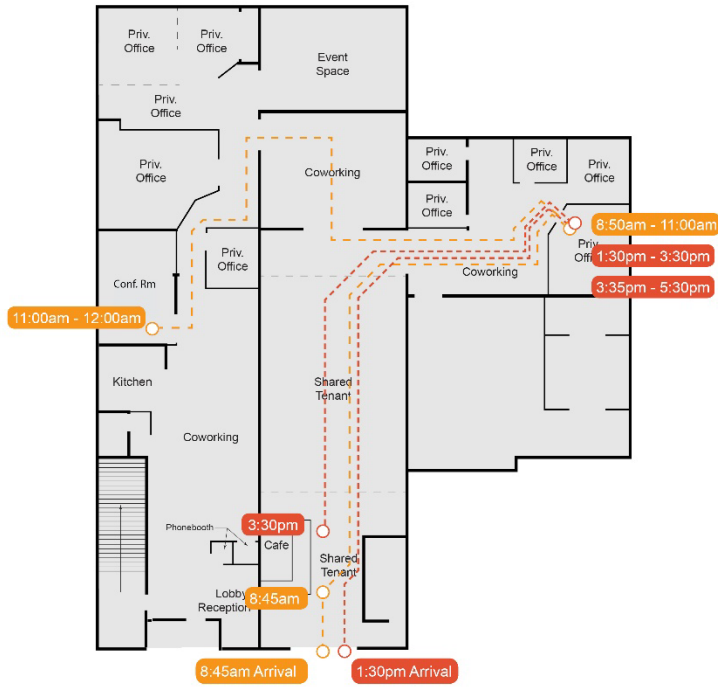 Priv.
Office
Priv.
Office
Event
Space
Priv.
Office
Priv.
Office
Coworking
Priv.
Office
Priv.
Office
Priv.
Office
Priv.
Office
8:50am - 11:00am
Priv.
Office
1:30pm - 3:30pm
3:35pm - 5:30pm
Priv.
Office
Coworking
Conf. Rm
11:00am - 12:00am
Kitchen
Shared
Tenant
Coworking
Phonebooth
3:30pm
Cafe
Shared
Tenant
8:45am
Lobby
Reception
8:45am Arrival
1:30pm Arrival